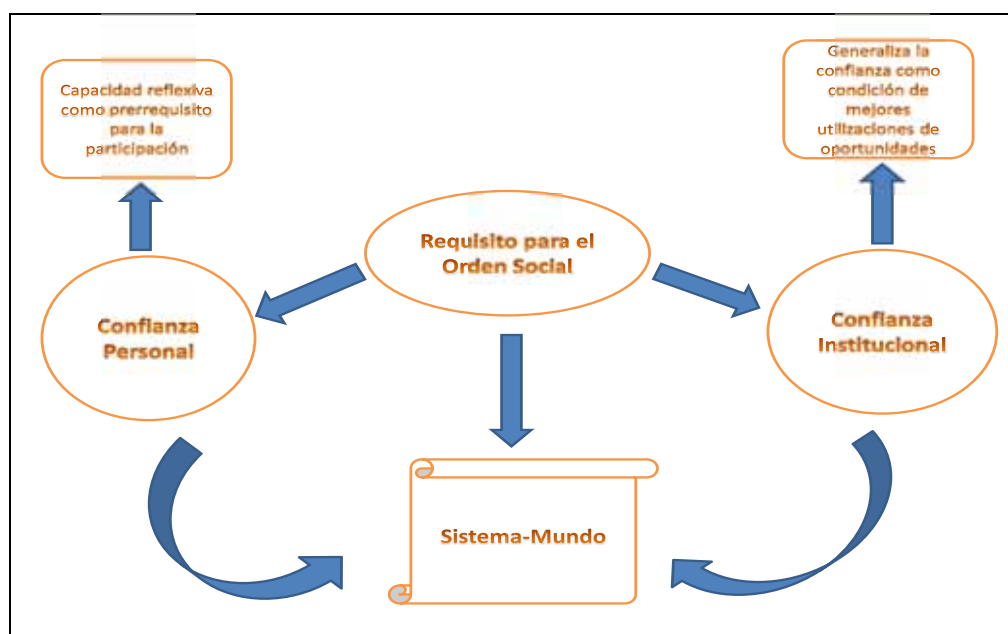 Capacidad reflexiva
como prerrequisito
para la
participación
Generaliza la
confianza como
condición de
mejores
utilizaciones de
oportunidades
Requisito para el
Orden Social
Confianza
Personal
Confianza
Institucional
Sistema-Mundo